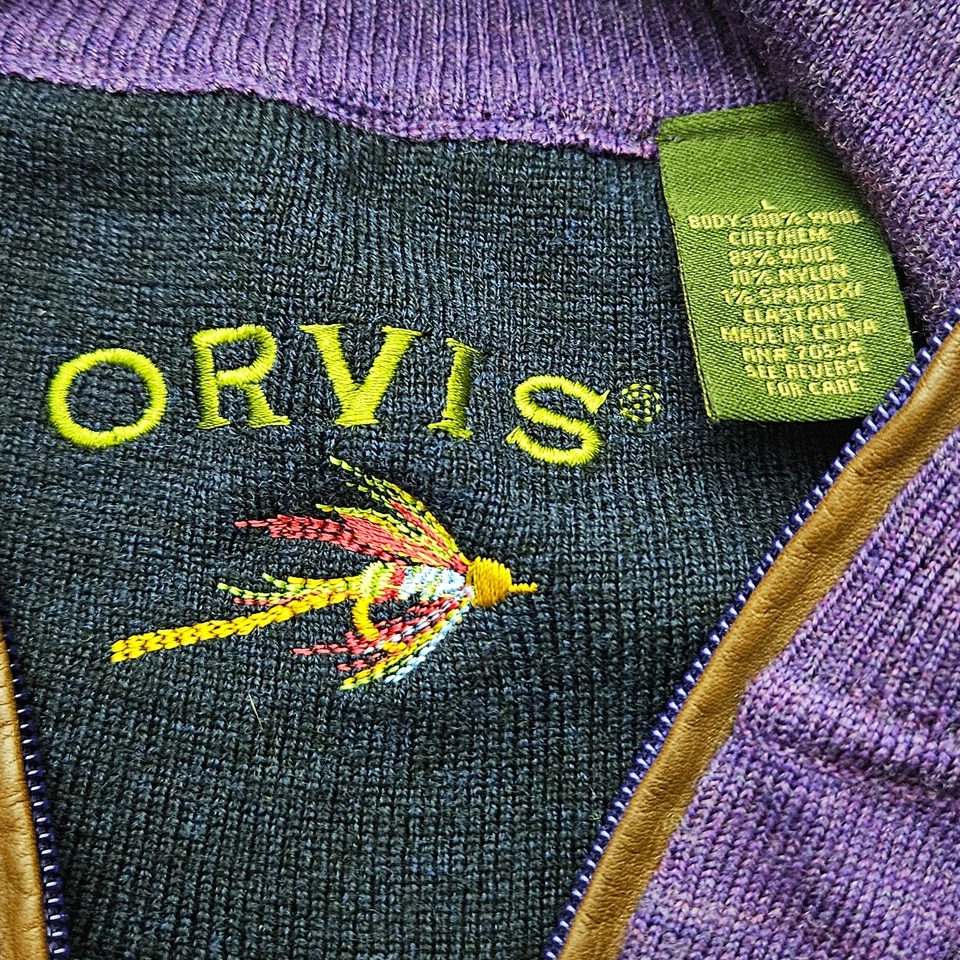 ORVIS®
L
BODY 100% WOOL
CUFF/HEM
89% WOOL
10% NYLON
1% SPANDEX/
ELASTANE
MADE IN CHINA
RN# 70534
SEE REVERSE
FOR CARE